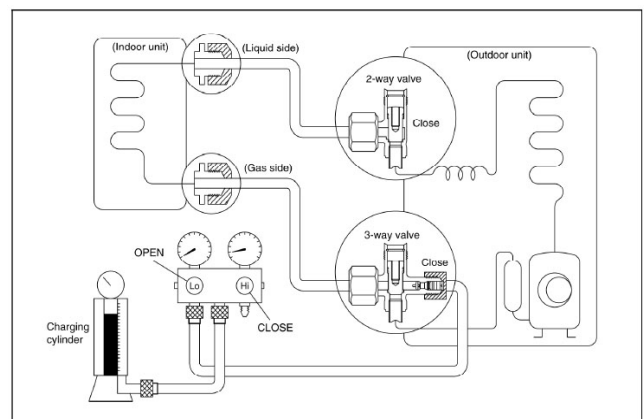 (Indoor unit)
(Liquid side)
(Outdoor unit)
2-way valve
Close
(Gas side)
3-way valve
Close
OPEN
Lo
Hi
CLOSE
Charging
cylinder